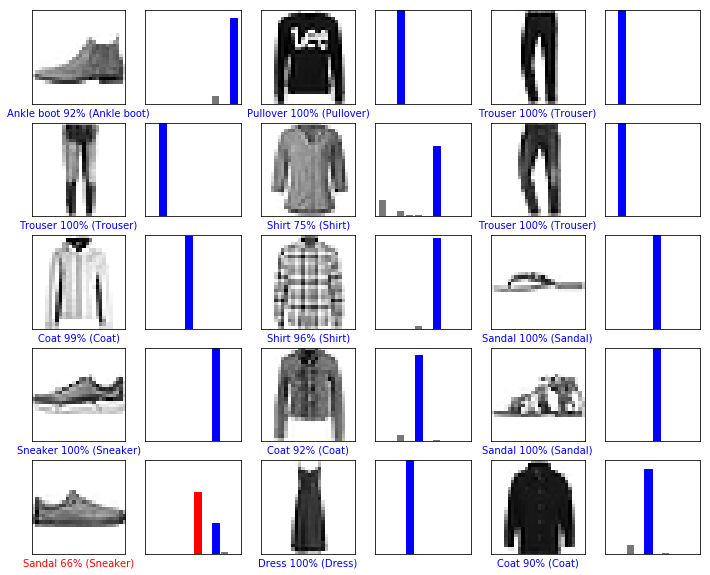 Lee
Ankle boot 92% (Ankle boot)
Pullover 100% (Pullover)
Trouser 100% (Trouser)
Trouser 100% (Trouser)
Shirt 75% (Shirt)
Trouser 100% (Trouser)
Coat 99% (Coat)
Shirt 96% (Shirt)
Sandal 100% (Sandal)
Sneaker 100% (Sneaker)
Coat 92% (Coat)
Sandal 100% (Sandal)
Sandal 66% (Sneaker)
Dress 100% (Dress)
Coat 90% (Coat)